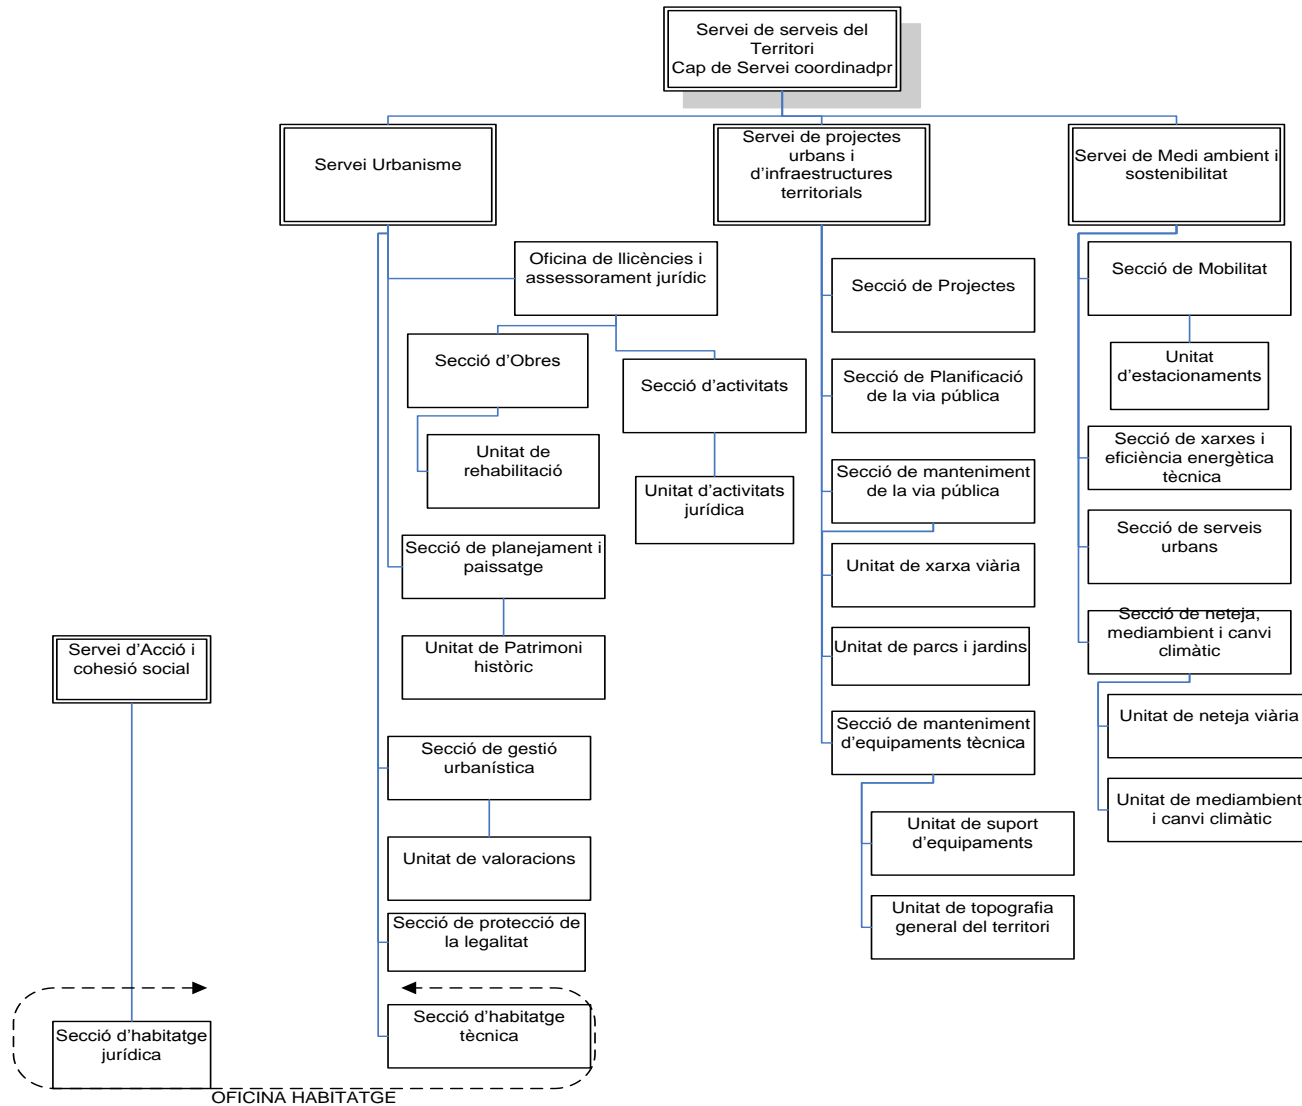 Servei de serveis del
Territori
Cap de Servei coordinadpr
Servei Urbanisme
Servei de projectes
urbans i
d’infraestructures
territorials
Servei de Medi ambient i
sostenibilitat
Oficina de llicències i
assessorament jurídic
Secció d’Obres
Unitat de
rehabilitació
Secció d’activitats
Unitat d’activitats
jurídica
Secció de planejament i
paissatge
Unitat de Patrimoni
històric
Secció de gestió
urbanística
Unitat de valoracions
Secció de protecció de
la legalitat
Secció d’habitatge
tècnica
Secció de Projectes
Secció de Planificació
de la via pública
Secció de manteniment
de la via pública
Unitat de xarxa viària
Unitat de parcs i jardins
Secció de manteniment
d’equipaments tècnica
Unitat de suport
d’equipaments
Unitat de topografia
general del territori
Secció de Mobilitat
Unitat
d’estacionaments
Secció de xarxes i
eficiència energètica
tècnica
Secció de serveis
urbans
Secció de neteja,
mediambient i canvi
climàtic
Unitat de neteja viària
Unitat de mediambient
i canvi climàtic
Servei d’Acció i
cohesió social
Secció d’habitatge
jurídica
OFICINA HABITATGE